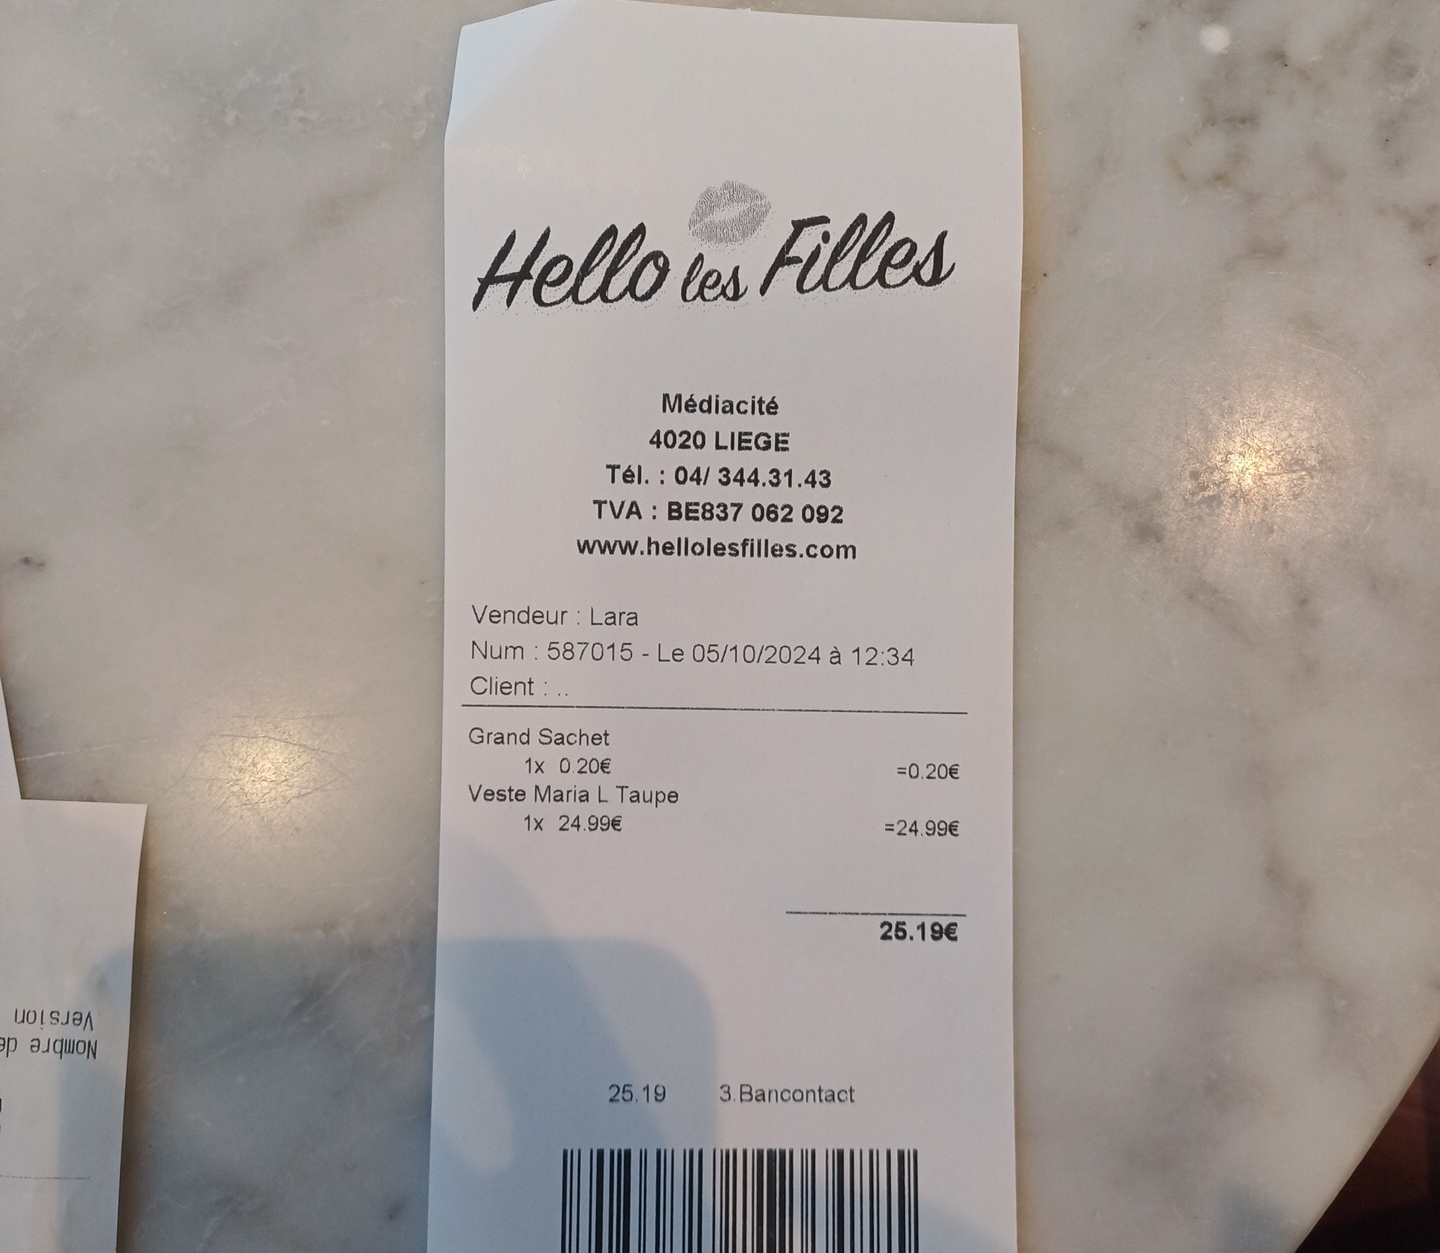 Hello les Filles
Médiacité
4020 LIEGE
Tél. : 04/ 344.31.43
TVA : BE837 062 092
www.hellolesfilles.com
Vendeur : Lara
Num : 587015 - Le 05/10/2024 à 12:34
Client : ..
Grand Sachet
1x 0.20€ =0.20€
Veste Maria L Taupe
1x 24.99€ =24.99€
25.19€
25.19 3.Bancontact
Version
Nombre de